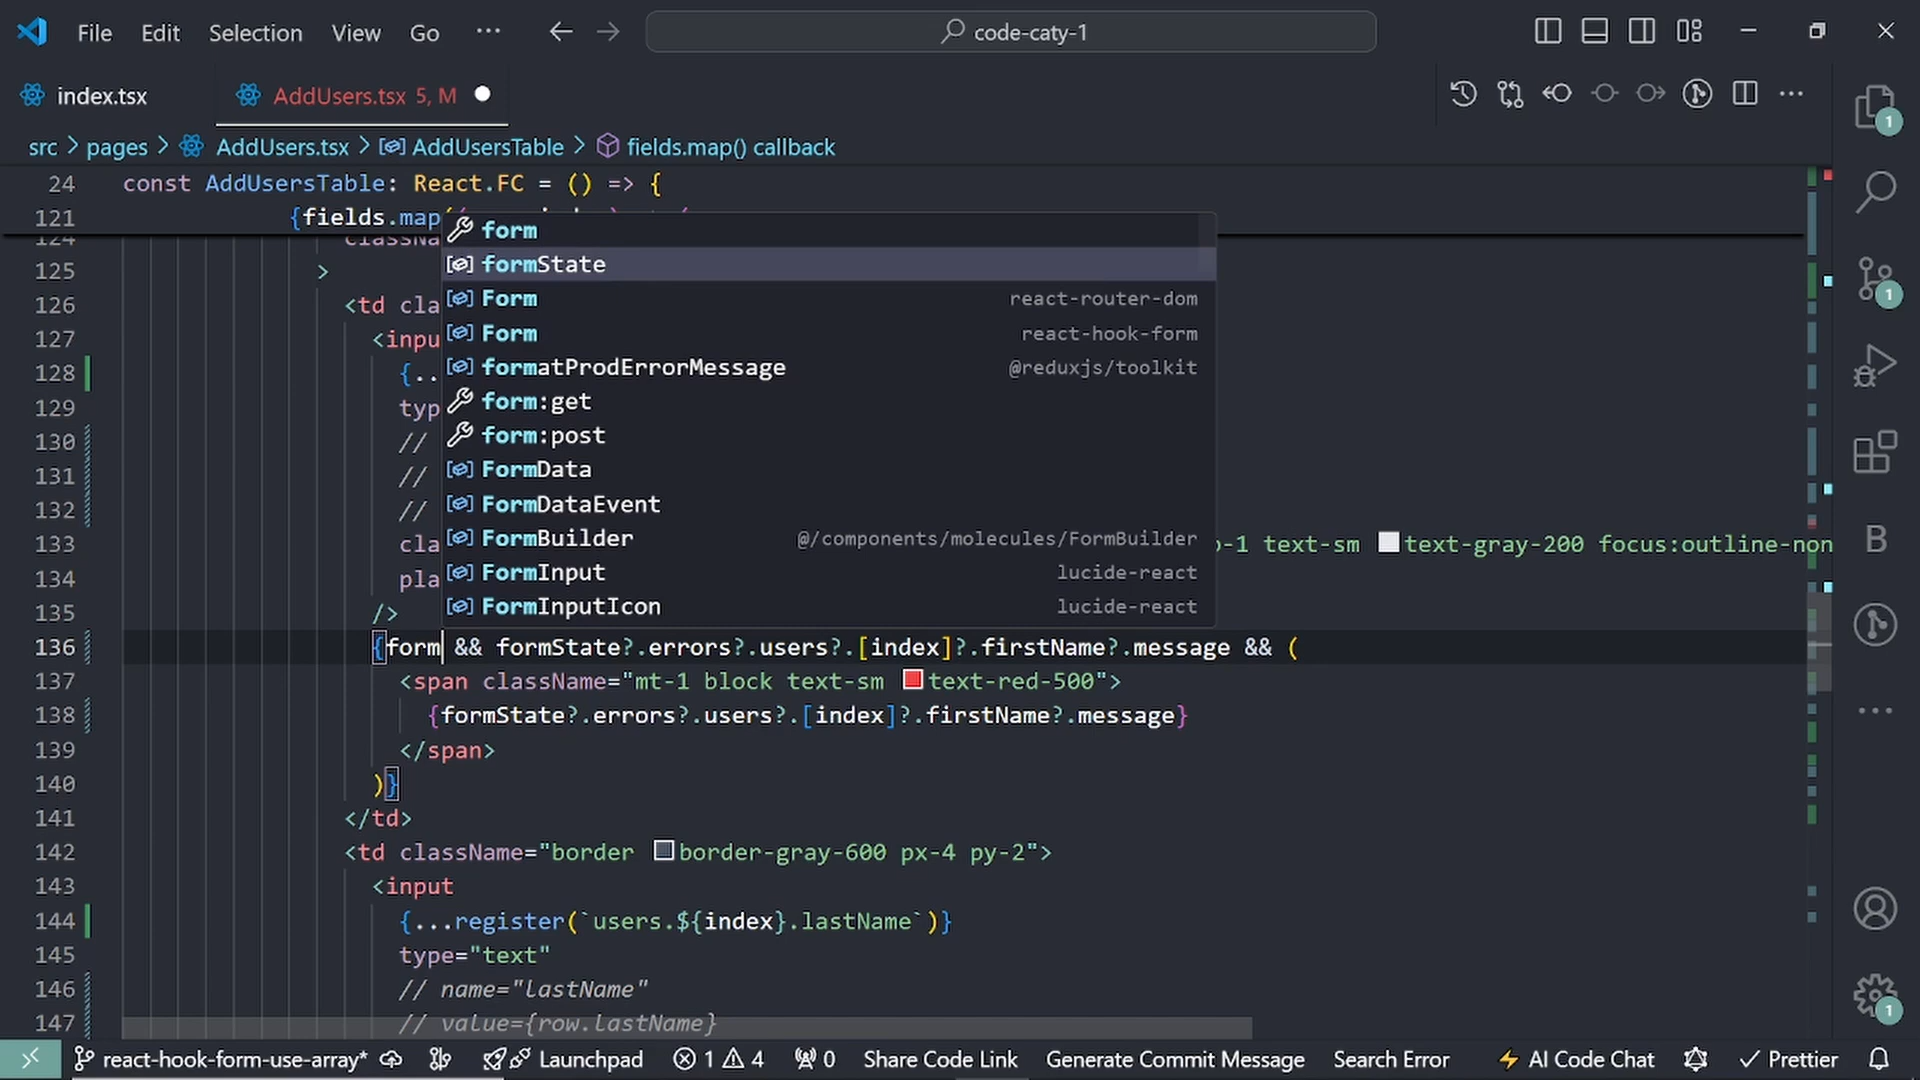 File Edit Selection View Go ··· code-caty-1
index.tsx AddUsers.tsx 5, M
src > pages > AddUsers.tsx > AddUsersTable > fields.map() callback
24 const AddUsersTable: React.FC = () => {
121 {fields.map(
form
formState
Form react-router-dom
Form react-hook-form
formatProdErrorMessage @reduxjs/toolkit
form:get
form:post
FormData
FormDataEvent
FormBuilder @/components/molecules/FormBuilder
FormInput lucide-react
FormInputIcon lucide-react
124 classNa
125 >
126 <td cla
127 <inpu
128 {..
129 typ
130 //
131 //
132 //
133 cla -1 text-sm text-gray-200 focus:outline-non
134 pla
135 />
136 {form && formState?.errors?.users?.[index]?.firstName?.message && (
137 <span className="mt-1 block text-sm text-red-500">
138 {formState?.errors?.users?.[index]?.firstName?.message}
139 </span>
140 )}
141 </td>
142 <td className="border border-gray-600 px-4 py-2">
143 <input
144 {...register(`users.${index}.lastName`)}
145 type="text"
146 // name="lastName"
147 // value={row.lastName}
1
1
B
1
react-hook-form-use-array* Launchpad 1 4 0 Share Code Link Generate Commit Message Search Error AI Code Chat Prettier